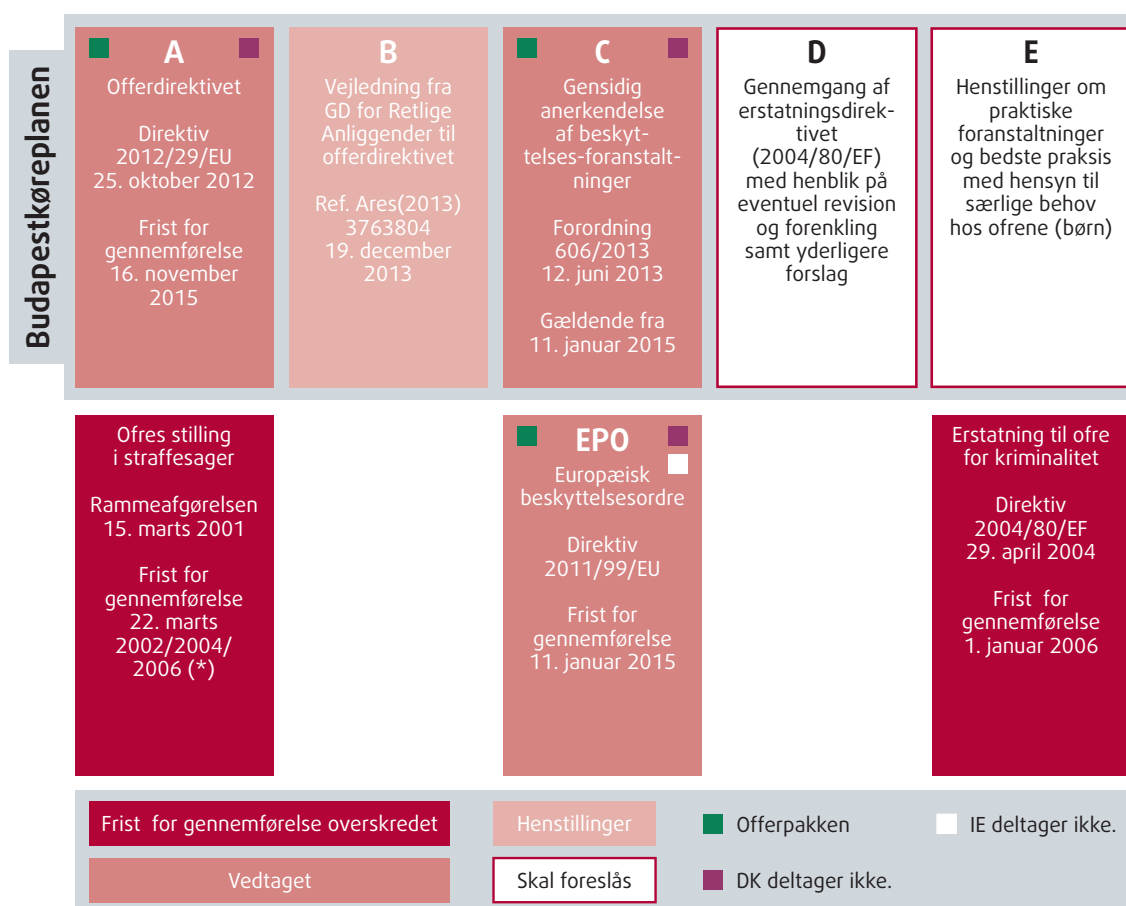 Budapestkøreplanen
A
Offerdirektivet
Direktiv
2012/29/EU
25. oktober 2012
Frist for
gennemførelse
16. november
2015
B
Vejledning fra
GD for Retlige
Anliggender til
offerdirektivet
Ref. Ares(2013)
3763804
19. december
2013
C
Gensidig
anerkendelse
af beskyt-
telses-foranstalt-
ninger
Forordning
606/2013
12. juni 2013
Gældende fra
11. januar 2015
D
Gennemgang af
erstatningsdirek-
tivet
(2004/80/EF)
med henblik på
eventuel revision
og forenkling
samt yderligere
forslag
E
Henstillinger om
praktiske
foranstaltninger
og bedste praksis
med hensyn til
særlige behov
hos ofrene (børn)
Ofres stilling
i straffesager
Rammeafgørelsen
15. marts 2001
Frist for
gennemførelse
22. marts
2002/2004/
2006 (*)
EPO
Europæisk
beskyttelsesordre
Direktiv
2011/99/EU
Frist for
gennemførelse
11. januar 2015
Erstatning til ofre
for kriminalitet
Direktiv
2004/80/EF
29. april 2004
Frist for
gennemførelse
1. januar 2006
Frist for gennemførelse overskredet
Henstillinger
Offerpakken
IE deltager ikke.
Vedtaget
Skal foreslås
DK deltager ikke.